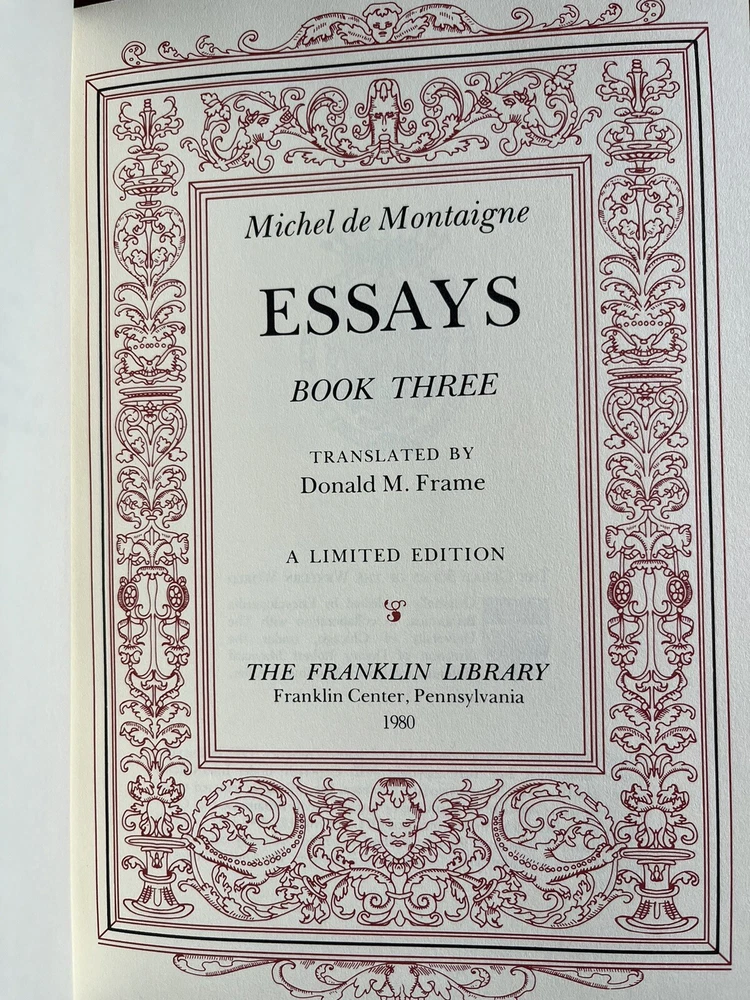 Michel de Montaigne
ESSAYS
BOOK THREE
TRANSLATED BY
Donald M. Frame
A LIMITED EDITION
THE FRANKLIN LIBRARY
Franklin Center, Pennsylvania
1980